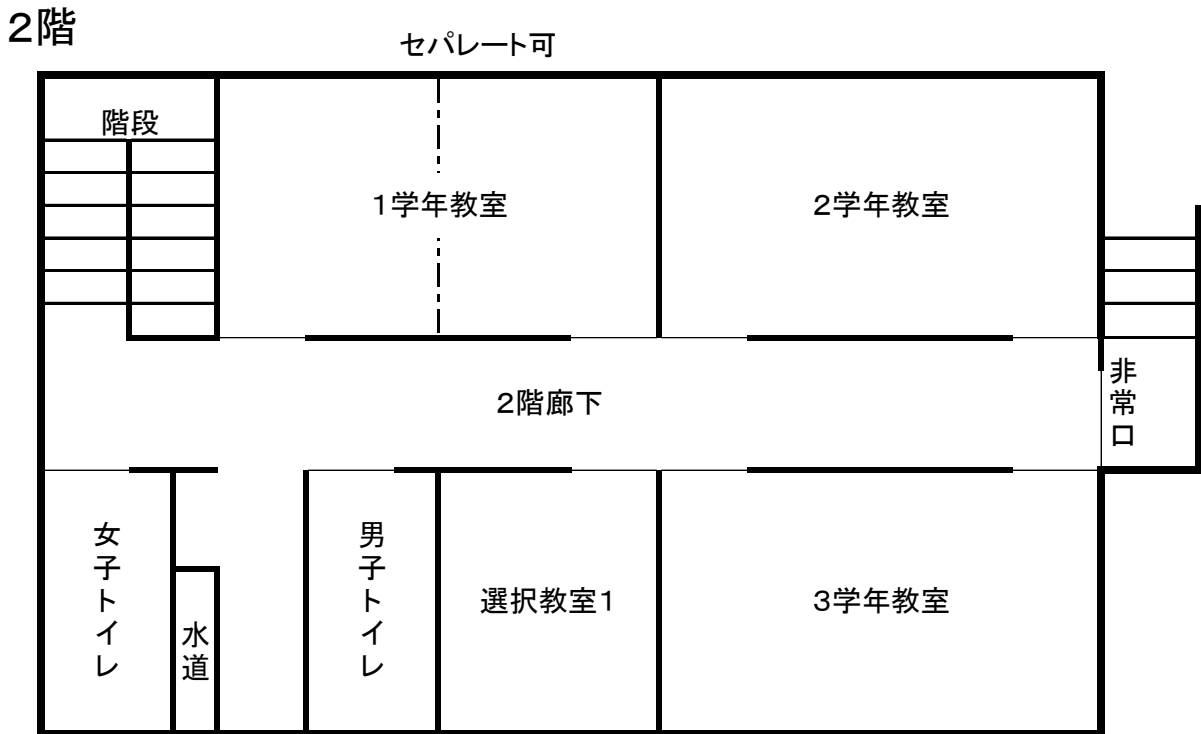 ２階
セパレート可
階段
１学年教室
２学年教室
非常口
２階廊下
女子トイレ
水道
男子トイレ
選択教室１
３学年教室